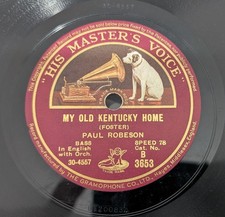 "HIS MASTER'S VOICE"
MY OLD KENTUCKY HOME
(FOSTER)
PAUL ROBESON
BASS
In English
with Orch.
30-4557
SPEED 78
Cat. No.
B
3653
THE GRAMOPHONE CO. LTD.